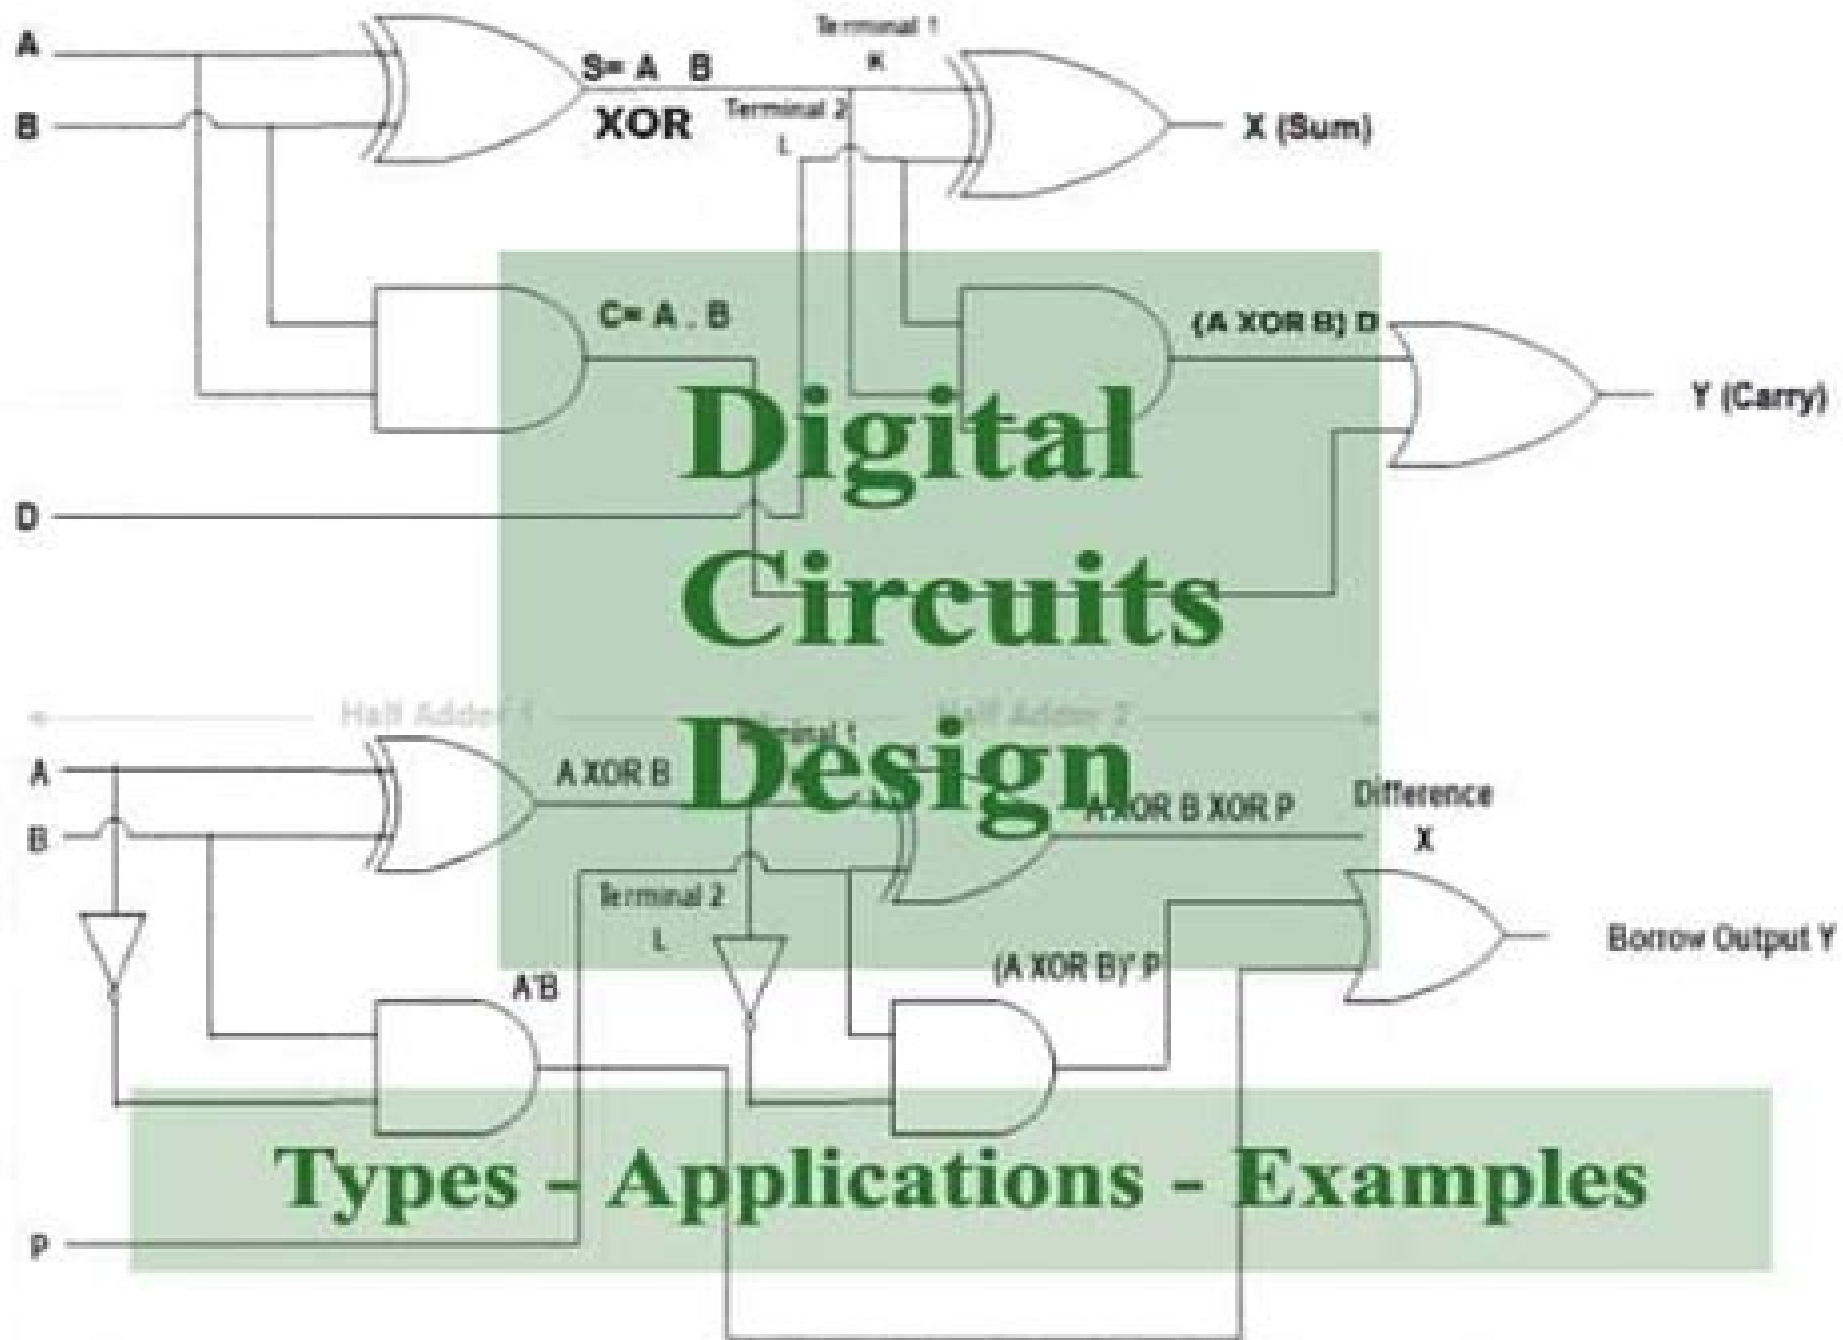 Terminal 1
A
S= A B
K
XOR
Terminal 2
B
L
X (Sum)
C= A . B
(A XOR B) D
Y (Carry)
Digital
D
Circuits
Half Adder 1
Half Adder 2
Design
Terminal 1
A
A XOR B
A XOR B XOR P
Difference
B
X
Terminal 2
L
Borrow Output Y
(A XOR B)' P
A'B
Types - Applications - Examples
P